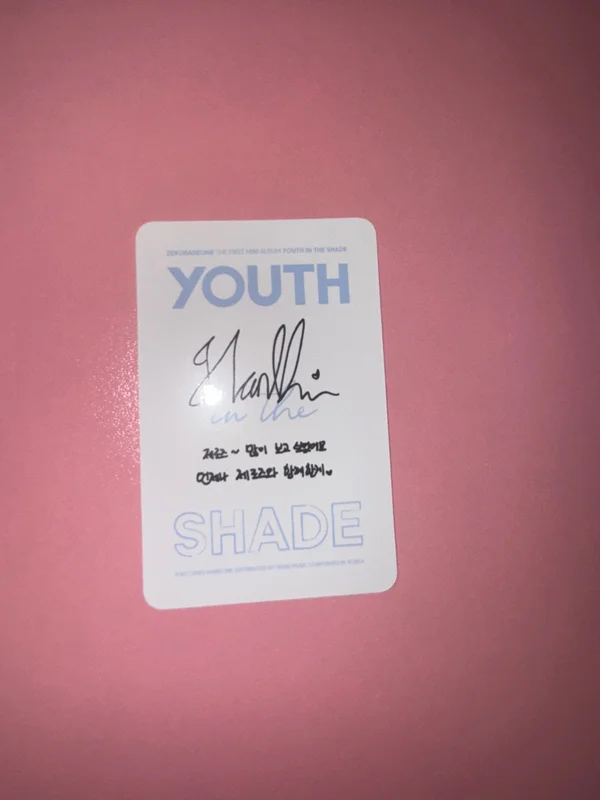 ZEROBASEONE THE FIRST MINI ALBUM YOUTH IN THE SHADE
YOUTH
in the
제로즈~ 많이 보고 싶었어요
언제나 제로즈와 함께할게♥
SHADE